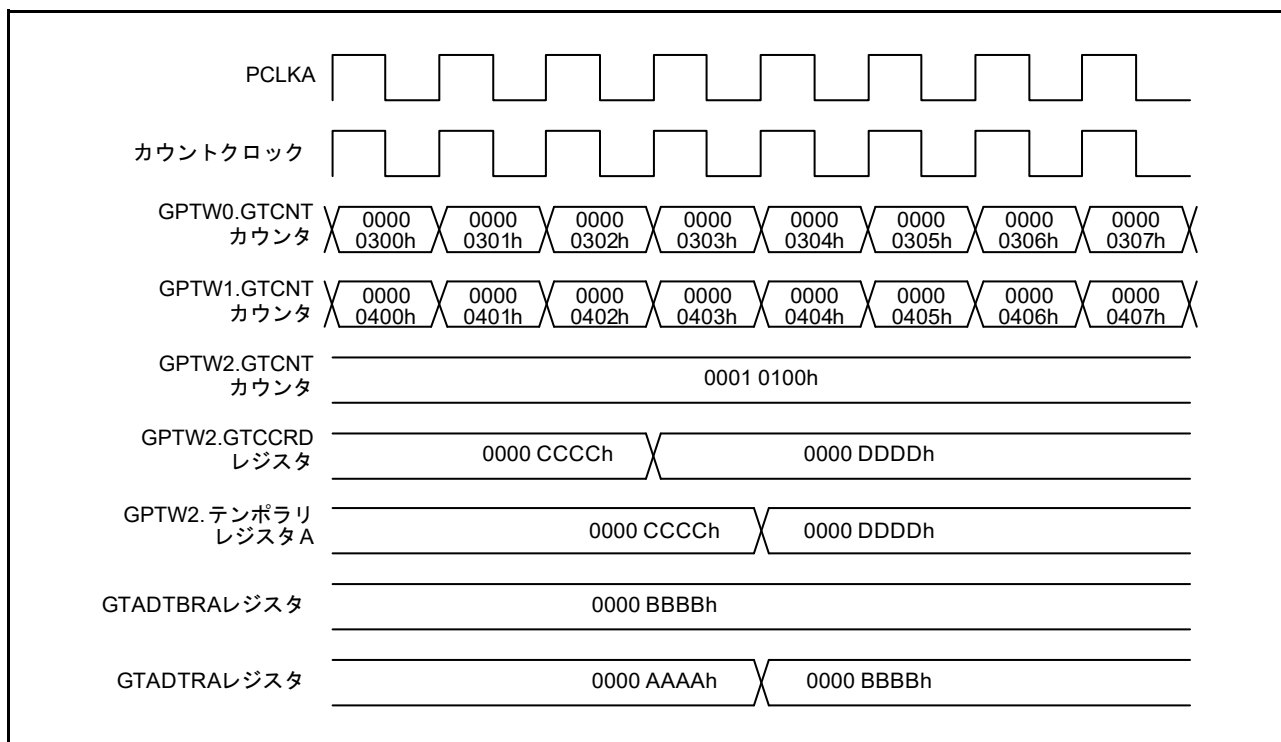 PCLKA
カウントクロック
GPTW0.GTCNT
カウンタ
0000
0300h
0000
0301h
0000
0302h
0000
0303h
0000
0304h
0000
0305h
0000
0306h
0000
0307h
GPTW1.GTCNT
カウンタ
0000
0400h
0000
0401h
0000
0402h
0000
0403h
0000
0404h
0000
0405h
0000
0406h
0000
0407h
GPTW2.GTCNT
カウンタ
0001 0100h
GPTW2.GTCCRD
レジスタ
0000 CCCCh
0000 DDDDh
GPTW2.テンポラリ
レジスタA
0000 CCCCh
0000 DDDDh
GTADTBRAレジスタ
0000 BBBBh
GTADTRAレジスタ
0000 AAAAh
0000 BBBBh